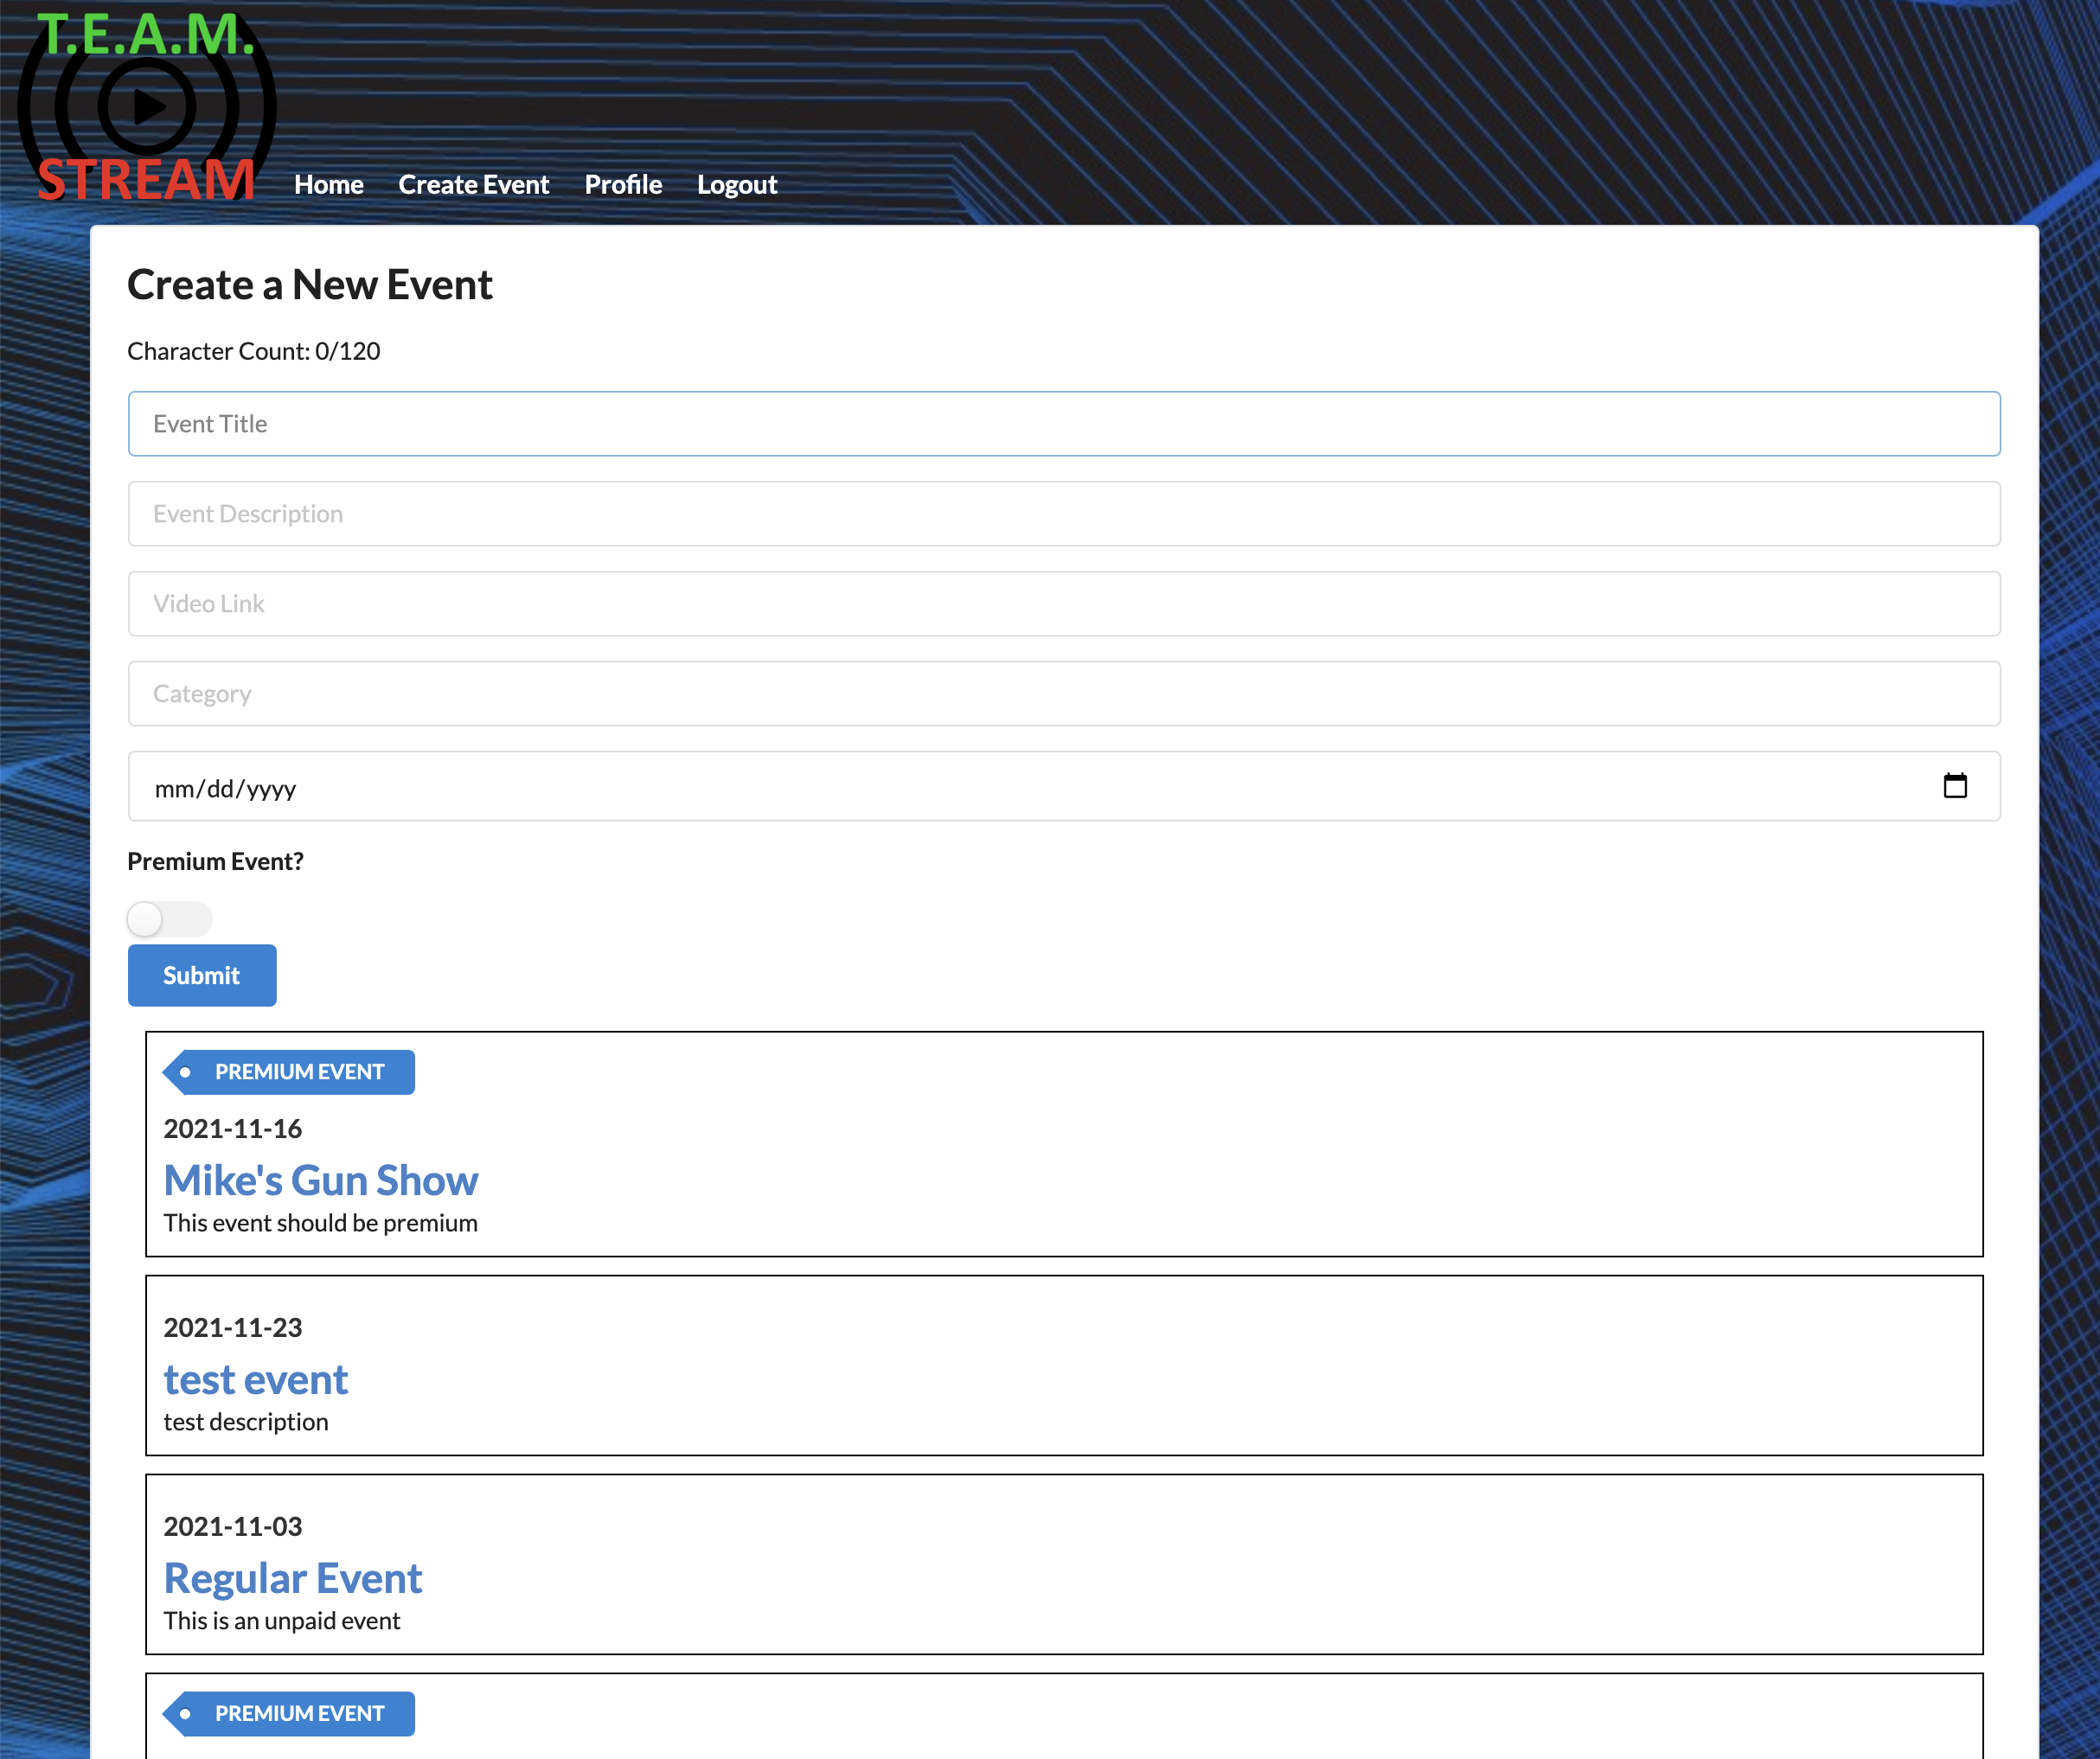 T.E.A.M.
STREAM
Home Create Event Profile Logout
Create a New Event
Character Count: 0/120
Event Title
Event Description
Video Link
Category
mm/dd/yyyy
Premium Event?
Submit
PREMIUM EVENT
2021-11-16
Mike's Gun Show
This event should be premium
2021-11-23
test event
test description
2021-11-03
Regular Event
This is an unpaid event
PREMIUM EVENT